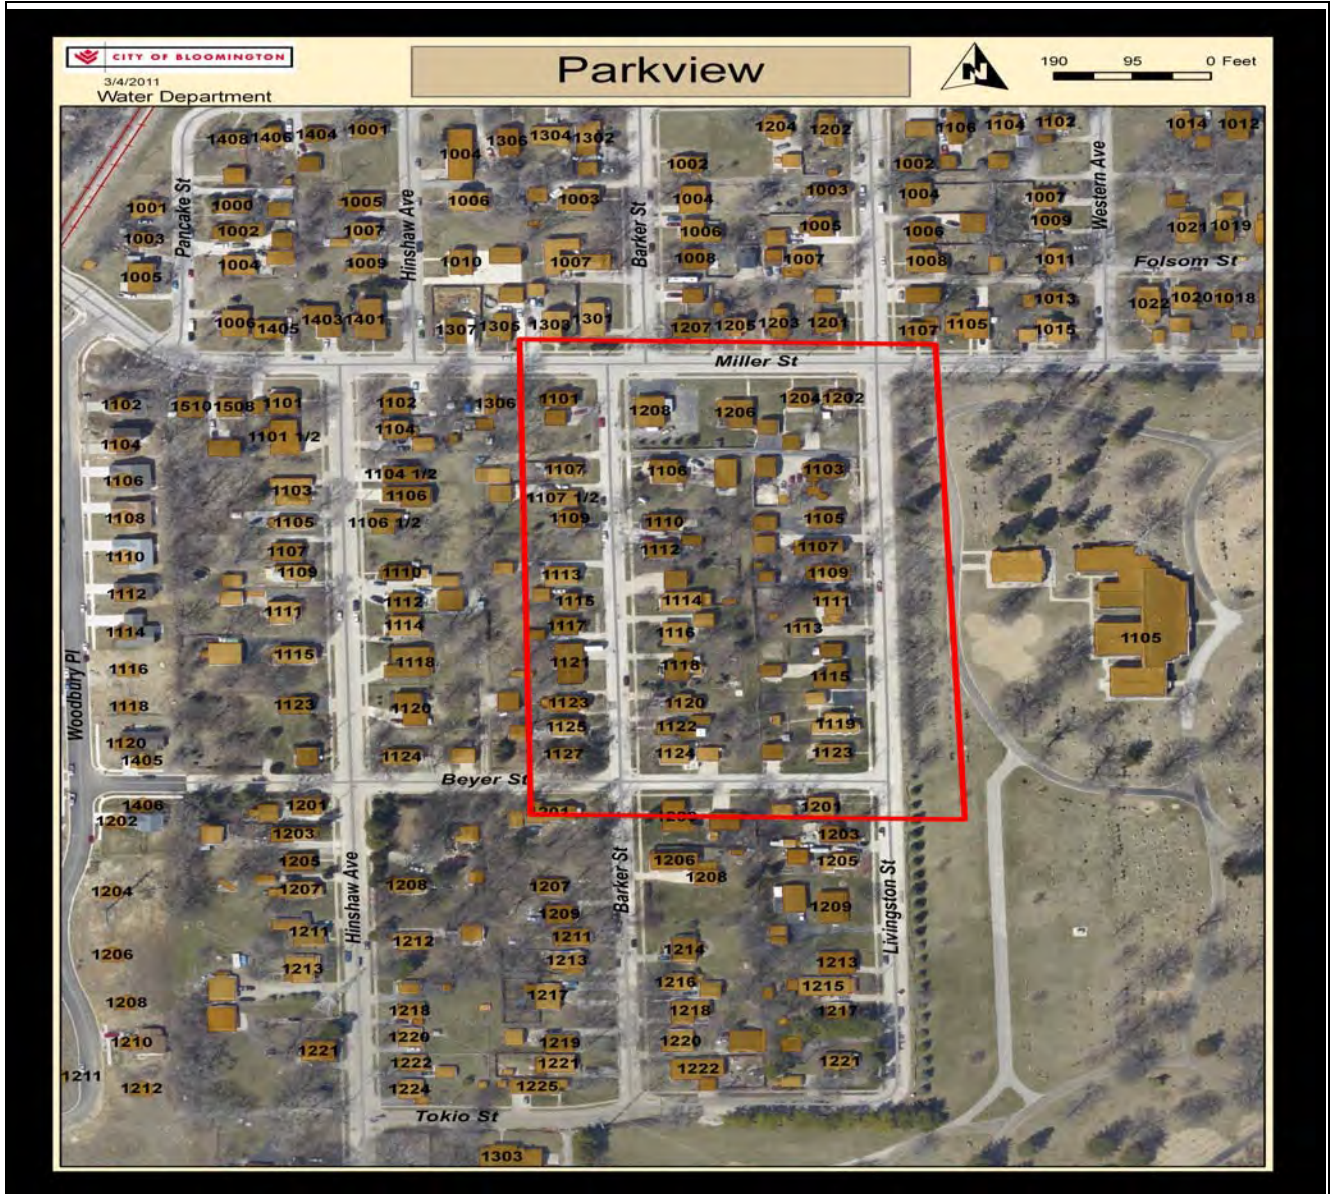 CITY OF BLOOMINGTON
3/4/2011
Water Department
Parkview
N
190 95 0 Feet
1408 1406 1404 1001
1004 1306 1304 1302
1002 1204 1202
1002 1106 1104 1102
1014 1012
1001 1000 1005
1006 1003
1004 1003
1004 1007
1021 1019
1003 1002 1007
1006 1005
1006 1009
1005 1004 1009
1010 1007
1008 1007
1008 1011
Pancake St
Hinshaw Ave
Barker St
Western Ave
Folsom St
1006 1405 1403 1401
1307 1305 1303 1301
1207 1205 1203 1201
1107 1105 1013
1015
1022 1020 1018
Miller St
1102 1510 1508 1101
1102 1306 1101
1208 1206 1204 1202
1104 1101 1/2 1104
1106 1103 1104 1/2 1106
1107 1106 1103
1107 1/2
1108 1105 1106 1/2
1109 1110 1105
1110 1107
1112 1107
1109 1110 1113 1109
1112 1111 1112 1115
1114 1111
1114 1114 1117
1116 1113
1105
1116 1115 1118 1121
1118 1115
1118 1123 1120 1123
1120 1119
1125 1122
1120 1124 1127
1124 1123
1405
Woodbury Pl
Beyer St
1406 1201 1201
1201
1202 1203
1203
1205 1206 1205
1204 1207 1208 1207
1208
1209 1209
1211 1212 1211
1214
1206 1213 1213
1213
1216 1215
1208 1218 1217
1218 1217
1210 1220 1219
1220
1221 1222 1221
1222 1221
1211 1212 1224 1225
Hinshaw Ave
Barker St
Livingston St
Tokio St
1303